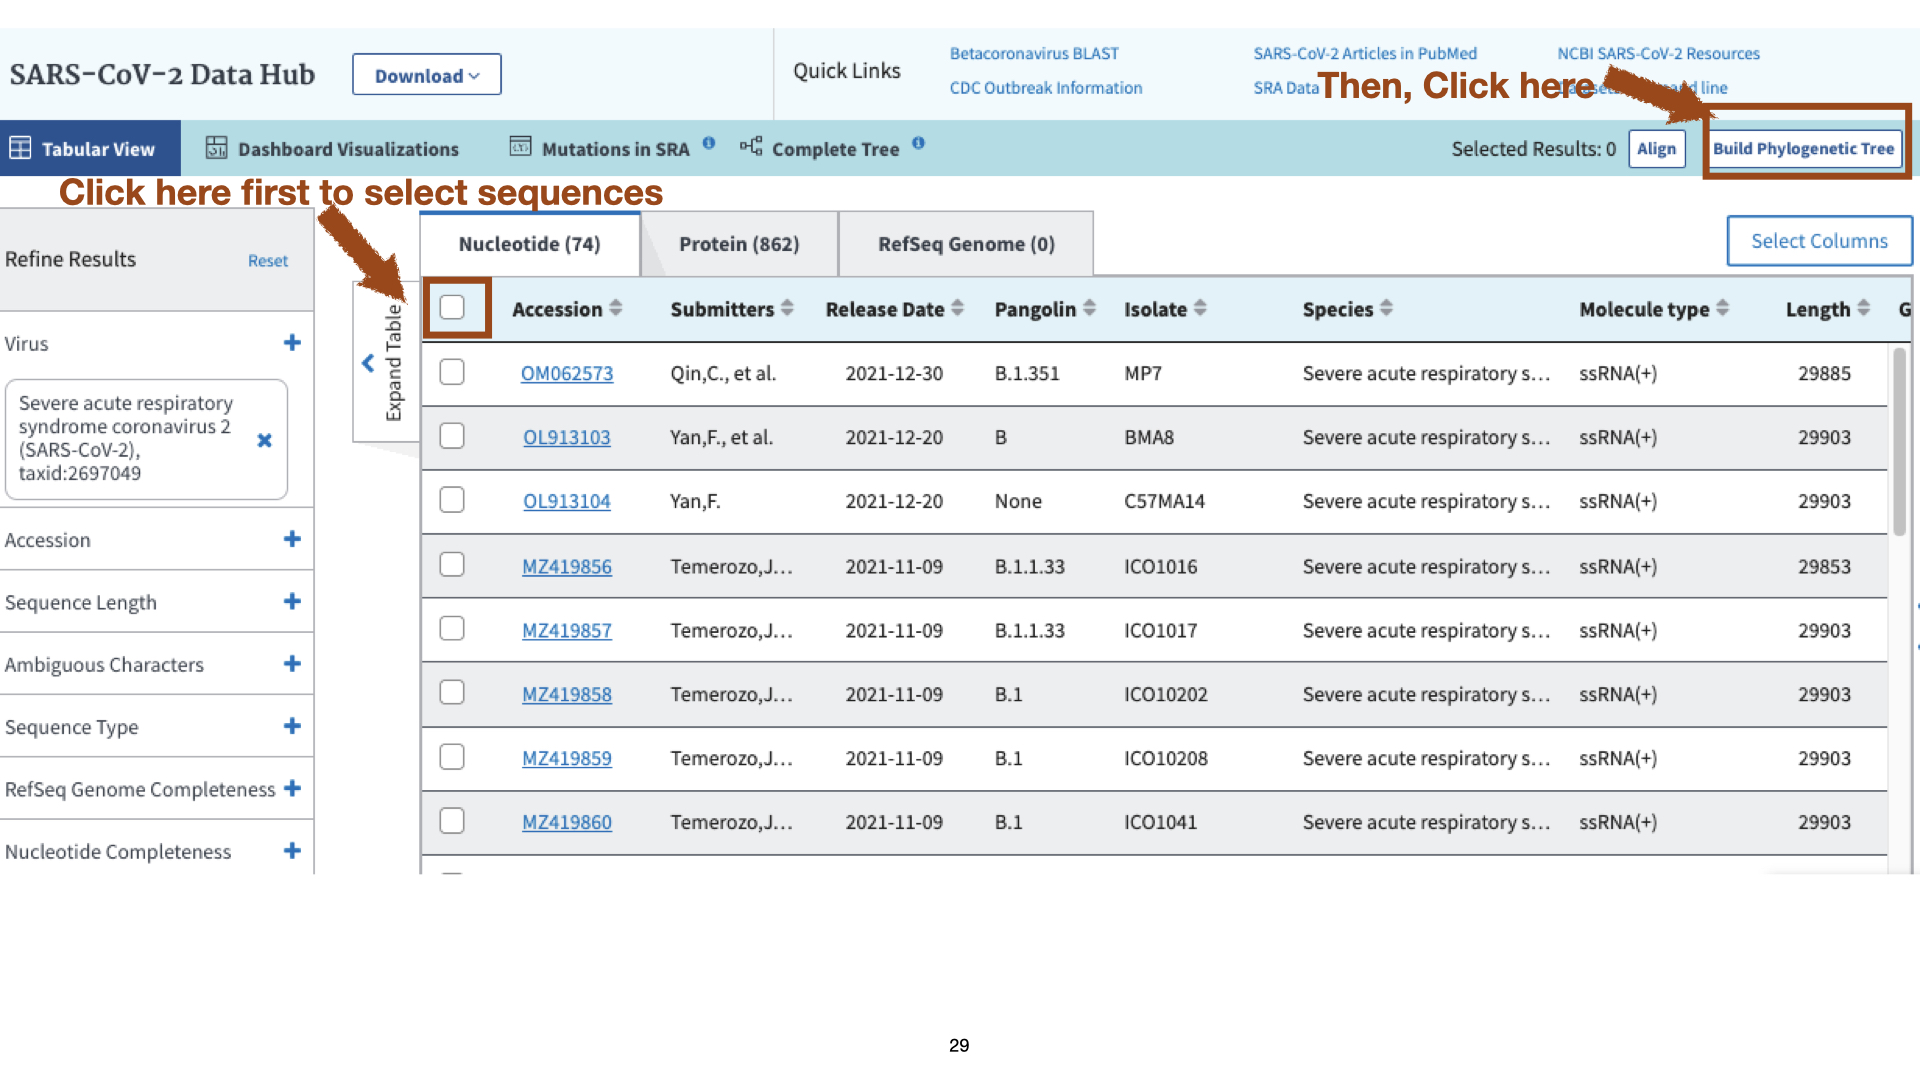 SARS-CoV-2 Data Hub
Download
Quick Links
Betacoronavirus BLAST
SARS-CoV-2 Articles in PubMed
NCBI SARS-CoV-2 Resources
CDC Outbreak Information
SRA Data
line
Then, Click here
Tabular View
Dashboard Visualizations
Mutations in SRA
Complete Tree
Selected Results: 0
Align
Build Phylogenetic Tree
Click here first to select sequences
Refine Results
Reset
Virus
Severe acute respiratory
syndrome coronavirus 2
(SARS-CoV-2),
taxid:2697049
Accession
Sequence Length
Ambiguous Characters
Sequence Type
RefSeq Genome Completeness
Nucleotide Completeness
Expand Table
Nucleotide (74)
Protein (862)
RefSeq Genome (0)
Select Columns
Accession Submitters Release Date Pangolin Isolate Species Molecule type Length G
OM062573 Qin,C., et al. 2021-12-30 B.1.351 MP7 Severe acute respiratory s... ssRNA(+) 29885
OL913103 Yan,F., et al. 2021-12-20 B BMA8 Severe acute respiratory s... ssRNA(+) 29903
OL913104 Yan,F. 2021-12-20 None C57MA14 Severe acute respiratory s... ssRNA(+) 29903
MZ419856 Temerozo,J... 2021-11-09 B.1.1.33 ICO1016 Severe acute respiratory s... ssRNA(+) 29853
MZ419857 Temerozo,J... 2021-11-09 B.1.1.33 ICO1017 Severe acute respiratory s... ssRNA(+) 29903
MZ419858 Temerozo,J... 2021-11-09 B.1 ICO10202 Severe acute respiratory s... ssRNA(+) 29903
MZ419859 Temerozo,J... 2021-11-09 B.1 ICO10208 Severe acute respiratory s... ssRNA(+) 29903
MZ419860 Temerozo,J... 2021-11-09 B.1 ICO1041 Severe acute respiratory s... ssRNA(+) 29903
29